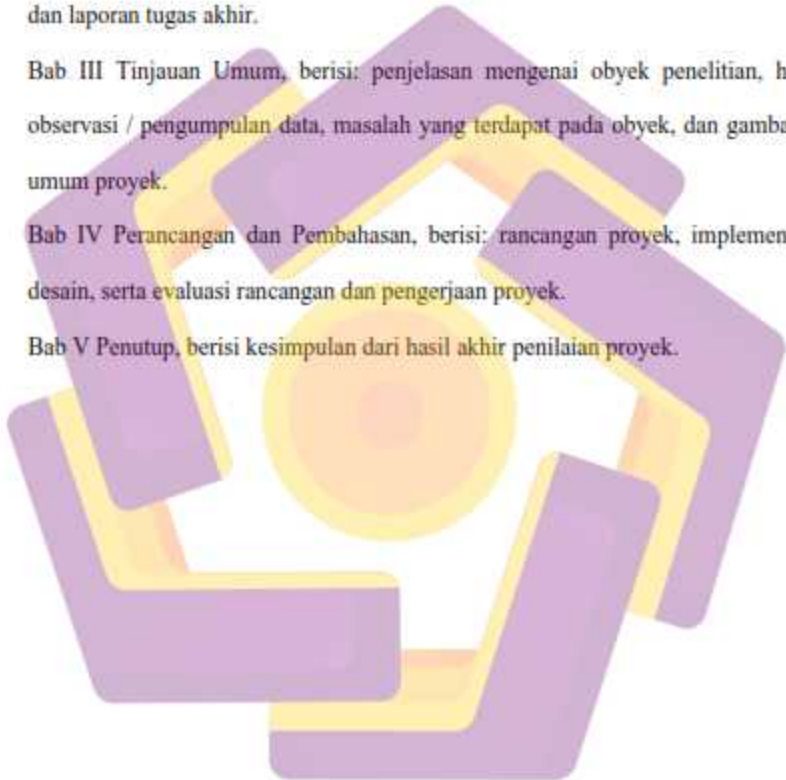 dan laporan tugas akhir.
Bab III Tinjauan Umum, berisi: penjelasan mengenai obyek penelitian, h
observasi / pengumpulan data, masalah yang terdapat pada obyek, dan gamba
umum proyek.
Bab IV Perancangan dan Pembahasan, berisi: rancangan proyek, implemen
desain, serta evaluasi rancangan dan pengerjaan proyek.
Bab V Penutup, berisi kesimpulan dari hasil akhir penilaian proyek.